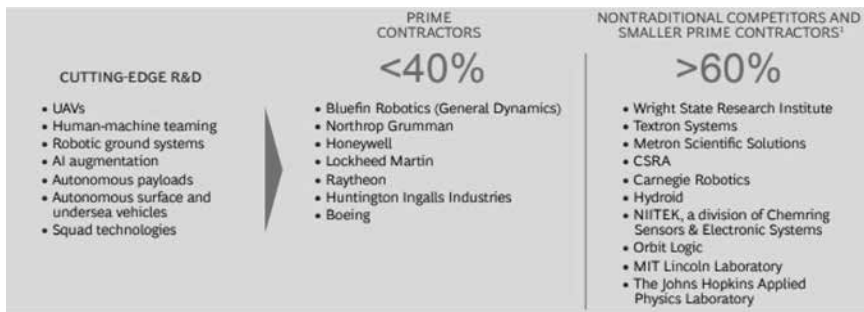 CUTTING-EDGE R&D
• UAVs
• Human-machine teaming
• Robotic ground systems
• AI augmentation
• Autonomous payloads
• Autonomous surface and
undersea vehicles
• Squad technologies
PRIME
CONTRACTORS
<40%
• Bluefin Robotics (General Dynamics)
• Northrop Grumman
• Honeywell
• Lockheed Martin
• Raytheon
• Huntington Ingalls Industries
• Boeing
NONTRADITIONAL COMPETITORS AND
SMALLER PRIME CONTRACTORS¹
>60%
• Wright State Research Institute
• Textron Systems
• Metron Scientific Solutions
• CSRA
• Carnegie Robotics
• Hydroid
• NIITEK, a division of Chemring
Sensors & Electronic Systems
• Orbit Logic
• MIT Lincoln Laboratory
• The Johns Hopkins Applied
Physics Laboratory